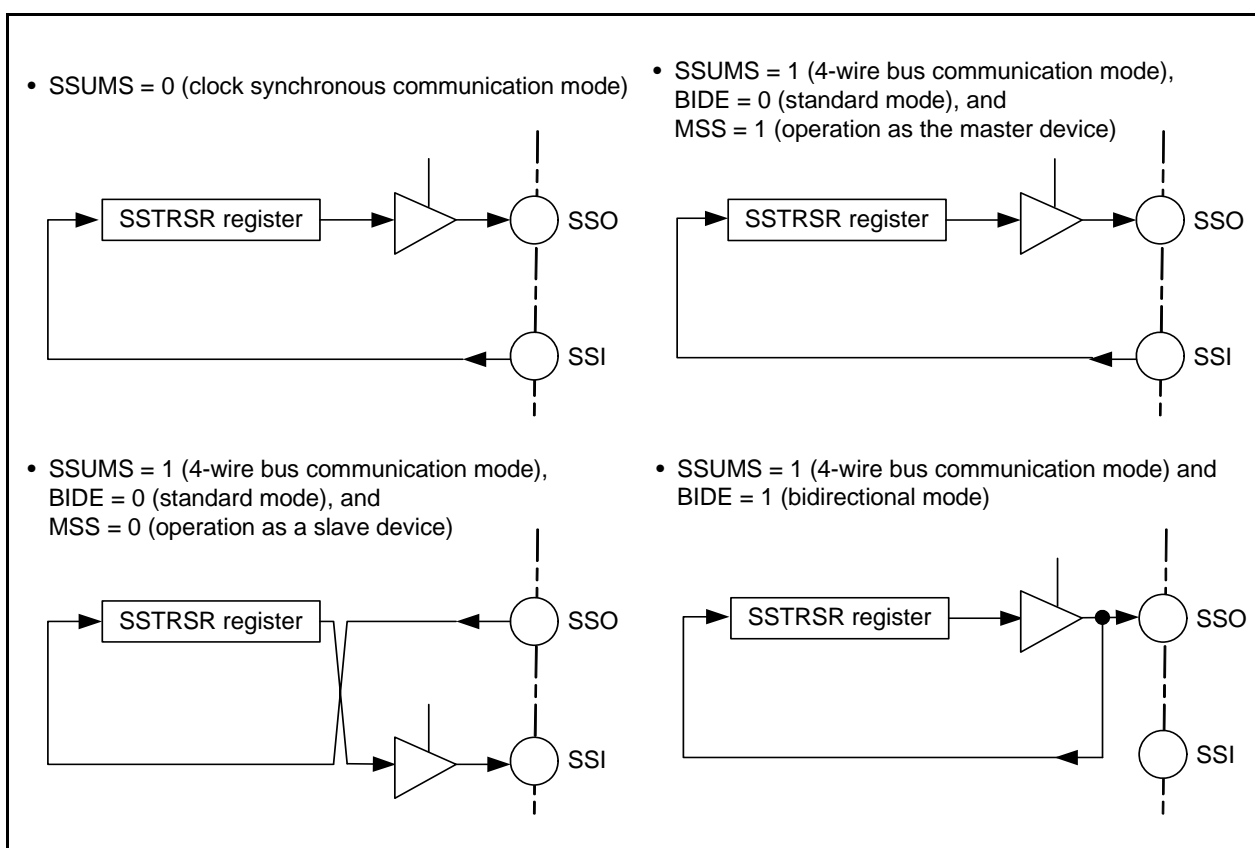 • SSUMS = 0 (clock synchronous communication mode)
SSTRSR register
SSO
SSI
• SSUMS = 1 (4-wire bus communication mode),
BIDE = 0 (standard mode), and
MSS = 1 (operation as the master device)
SSTRSR register
SSO
SSI
• SSUMS = 1 (4-wire bus communication mode),
BIDE = 0 (standard mode), and
MSS = 0 (operation as a slave device)
SSTRSR register
SSO
SSI
• SSUMS = 1 (4-wire bus communication mode) and
BIDE = 1 (bidirectional mode)
SSTRSR register
SSO
SSI